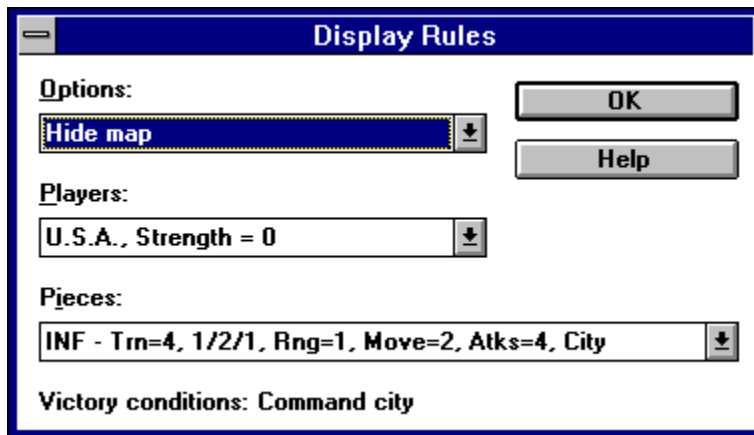 Display Rules
Options:
OK
Hide map
Help
Players:
U.S.A., Strength = 0
Pieces:
INF - Trn=4, 1/2/1, Rng=1, Move=2, Atks=4, City
Victory conditions: Command city